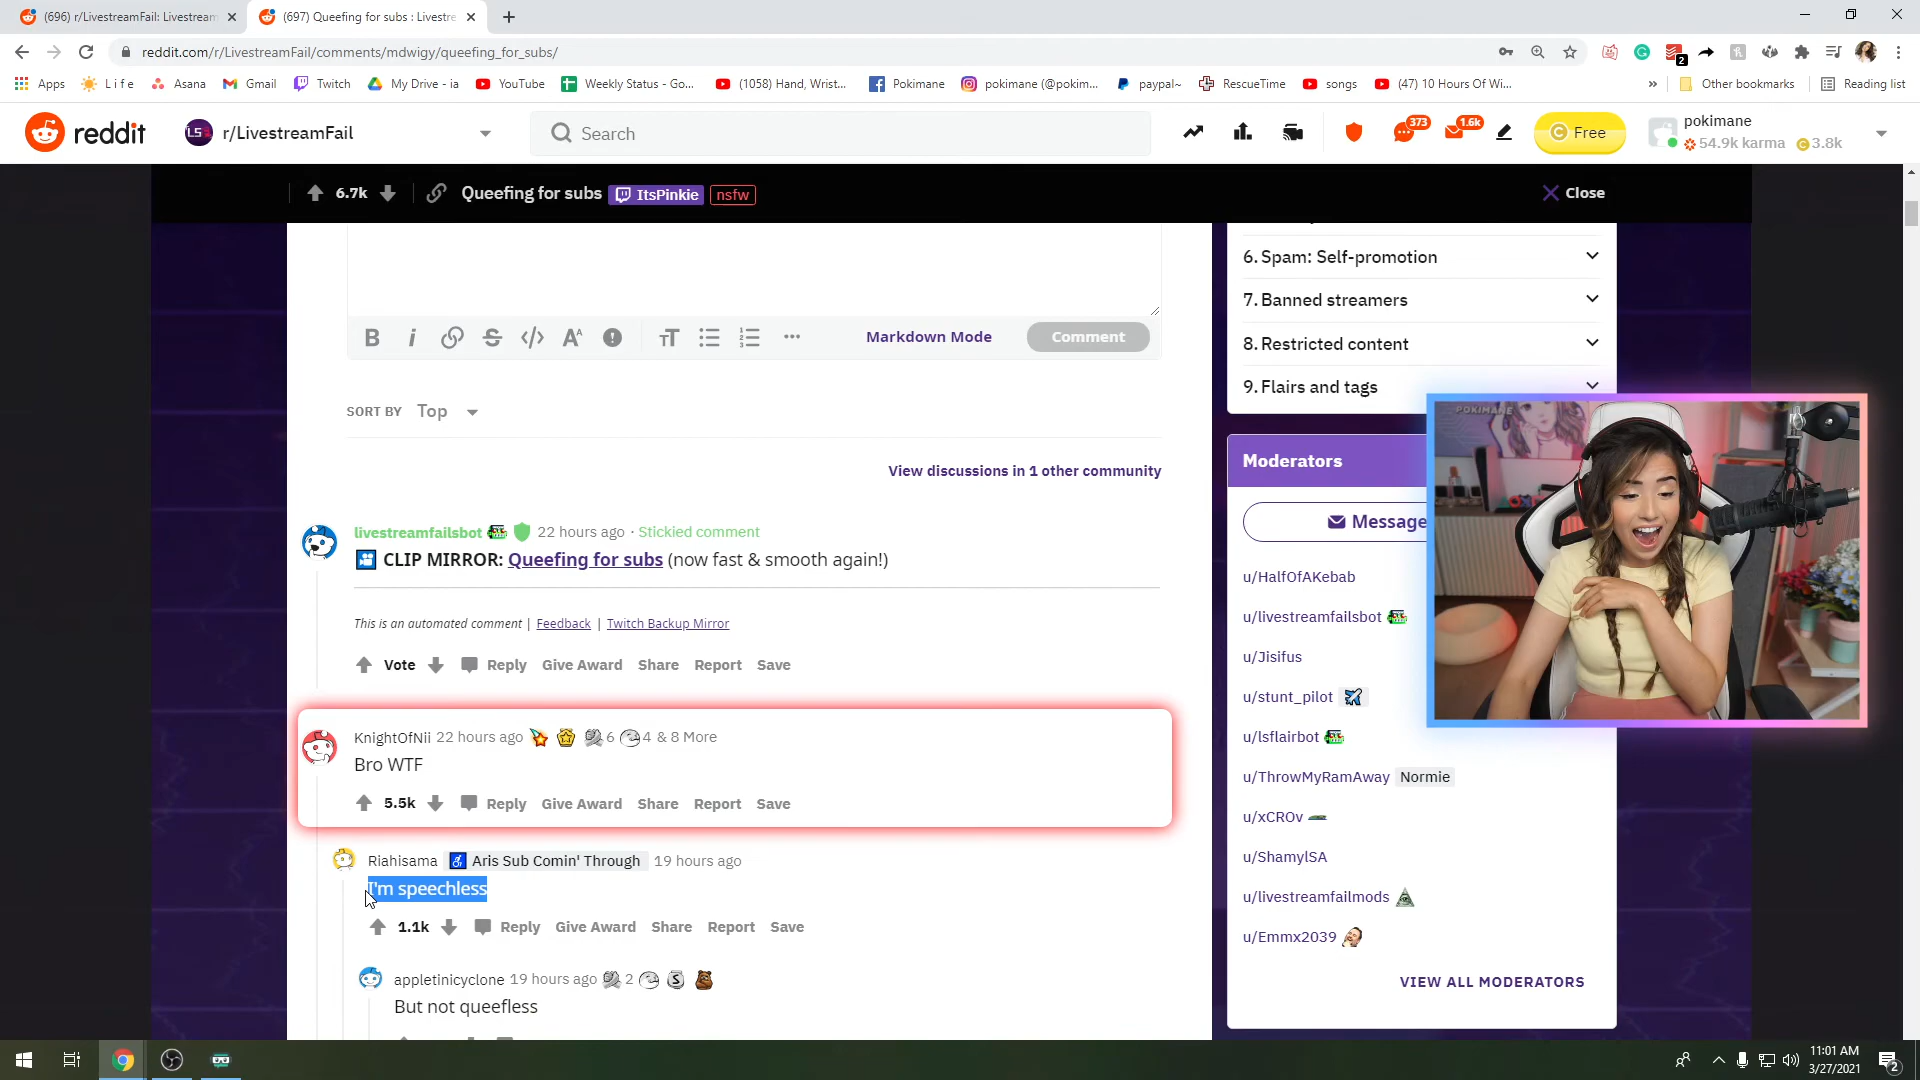 (696) r/LivestreamFail: Livestream
(697) Queefing for subs : Livestre
reddit.com/r/LivestreamFail/comments/mdwigy/queefing_for_subs/
2
Apps
L i f e
Asana
Gmail
Twitch
My Drive - ia
YouTube
Weekly Status - Go...
(1058) Hand, Wrist...
Pokimane
pokimane (@pokim...
paypal~
RescueTime
songs
(47) 10 Hours Of Wi...
»
Other bookmarks
Reading list
reddit
r/LivestreamFail
Search
373
1.6k
Free
pokimane
54.9k karma
3.8k
6.7k
Queefing for subs
ItsPinkie
nsfw
Close
6. Spam: Self-promotion
7. Banned streamers
8. Restricted content
9. Flairs and tags
Markdown Mode
Comment
SORT BY Top
View discussions in 1 other community
livestreamfailsbot 22 hours ago · Stickied comment
CLIP MIRROR: Queefing for subs (now fast & smooth again!)
This is an automated comment | Feedback | Twitch Backup Mirror
Vote Reply Give Award Share Report Save
KnightOfNii 22 hours ago 6 4 & 8 More
Bro WTF
5.5k Reply Give Award Share Report Save
Riahisama Aris Sub Comin' Through 19 hours ago
I'm speechless
1.1k Reply Give Award Share Report Save
appletinicyclone 19 hours ago 2
But not queefless
Moderators
Message
u/HalfOfAKebab
u/livestreamfailsbot
u/Jisifus
u/stunt_pilot
u/lsflairbot
u/ThrowMyRamAway Normie
u/xCROv
u/ShamylSA
u/livestreamfailmods
u/Emmx2039
VIEW ALL MODERATORS
POKIMANE
11:01 AM
3/27/2021
2